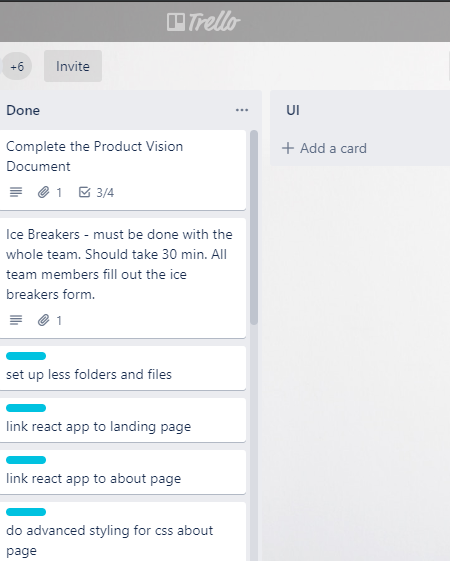 Trello
+6 Invite
Done
UI
+ Add a card
Complete the Product Vision
Document
1 3/4
Ice Breakers - must be done with the
whole team. Should take 30 min. All
team members fill out the ice
breakers form.
1
set up less folders and files
link react app to landing page
link react app to about page
do advanced styling for css about
page